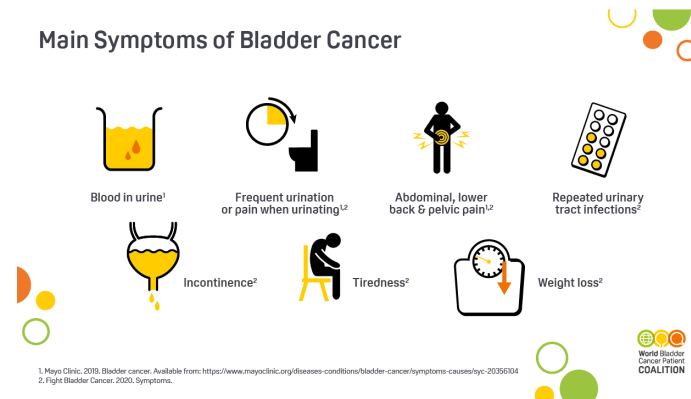 Main Symptoms of Bladder Cancer
Blood in urine1
Frequent urination
or pain when urinating1,2
Abdominal, lower
back & pelvic pain1,2
Repeated urinary
tract infections2
Incontinence2
Tiredness2
Weight loss2
1. Mayo Clinic. 2019. Bladder cancer. Available from: https://www.mayoclinic.org/diseases-conditions/bladder-cancer/symptoms-causes/syc-20356104
2. Fight Bladder Cancer. 2020. Symptoms.
World Bladder
Cancer Patient
COALITION